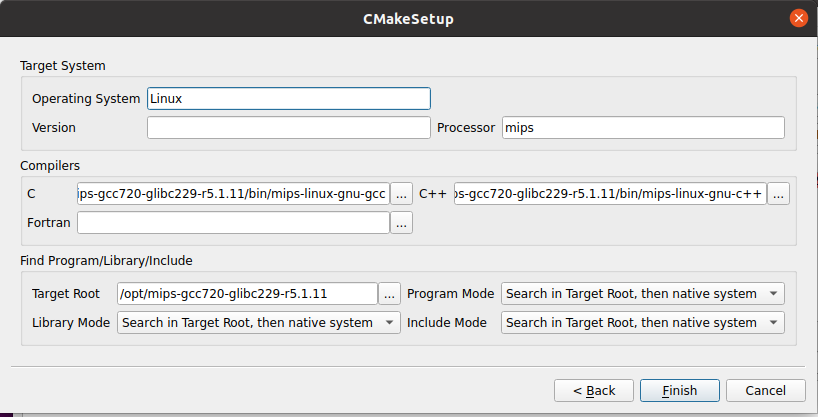 CMakeSetup
Target System
Operating System Linux
Version Processor mips
Compilers
C ips-gcc720-glibc229-r5.1.11/bin/mips-linux-gnu-gcc ... C++ ps-gcc720-glibc229-r5.1.11/bin/mips-linux-gnu-c++ ...
Fortran ...
Find Program/Library/Include
Target Root /opt/mips-gcc720-glibc229-r5.1.11 ... Program Mode Search in Target Root, then native system
Library Mode Search in Target Root, then native system Include Mode Search in Target Root, then native system
< Back Finish Cancel